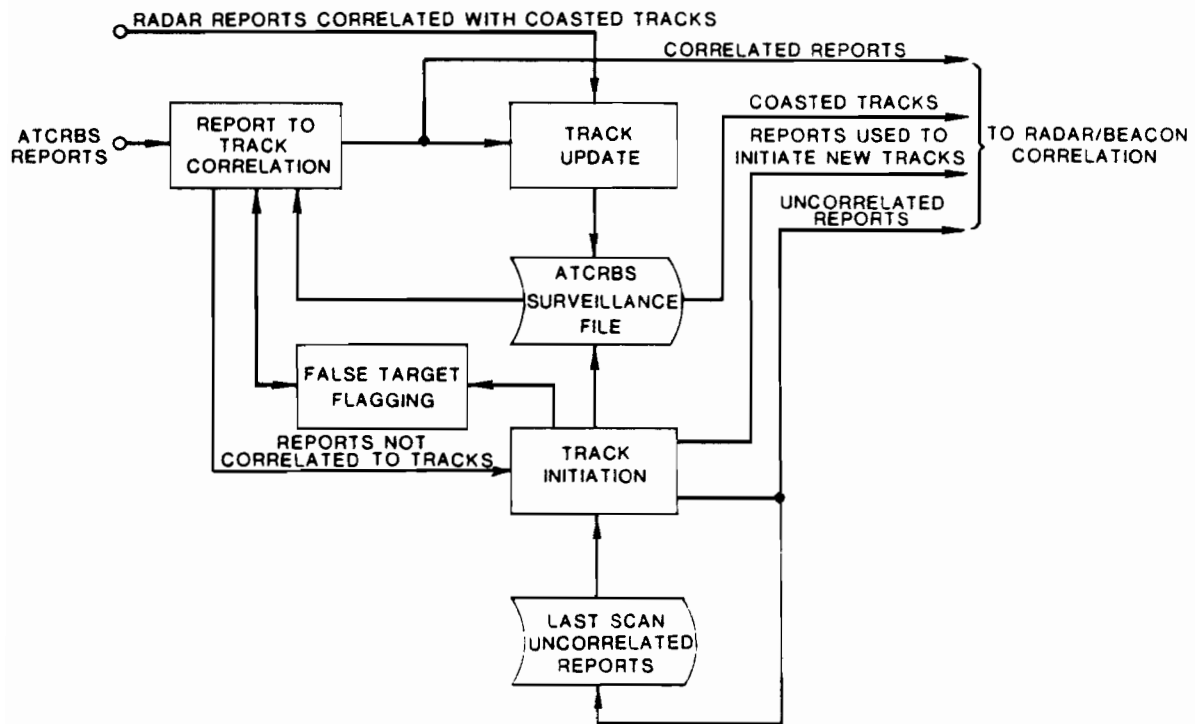 RADAR REPORTS CORRELATED WITH COASTED TRACKS
CORRELATED REPORTS
ATCRBS
REPORTS
REPORT TO
TRACK
CORRELATION
TRACK
UPDATE
COASTED TRACKS
REPORTS USED TO
INITIATE NEW TRACKS
TO RADAR/BEACON
CORRELATION
UNCORRELATED
REPORTS
ATCRBS
SURVEILLANCE
FILE
FALSE TARGET
FLAGGING
REPORTS NOT
CORRELATED TO TRACKS
TRACK
INITIATION
LAST SCAN
UNCORRELATED
REPORTS